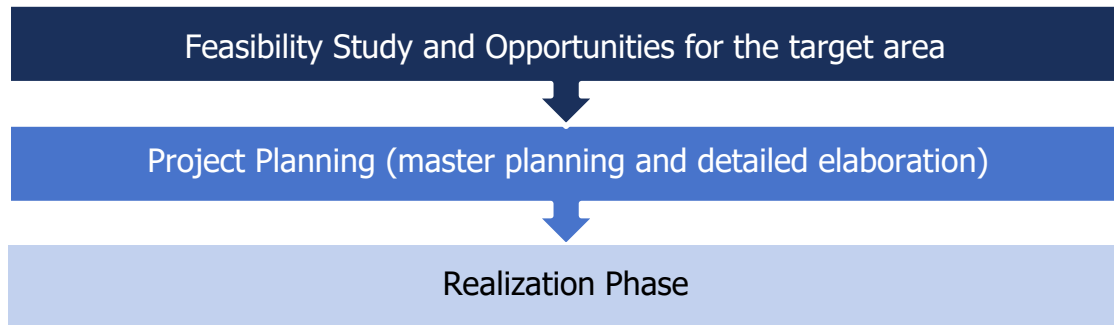 Feasibility Study and Opportunities for the target area
Project Planning (master planning and detailed elaboration)
Realization Phase